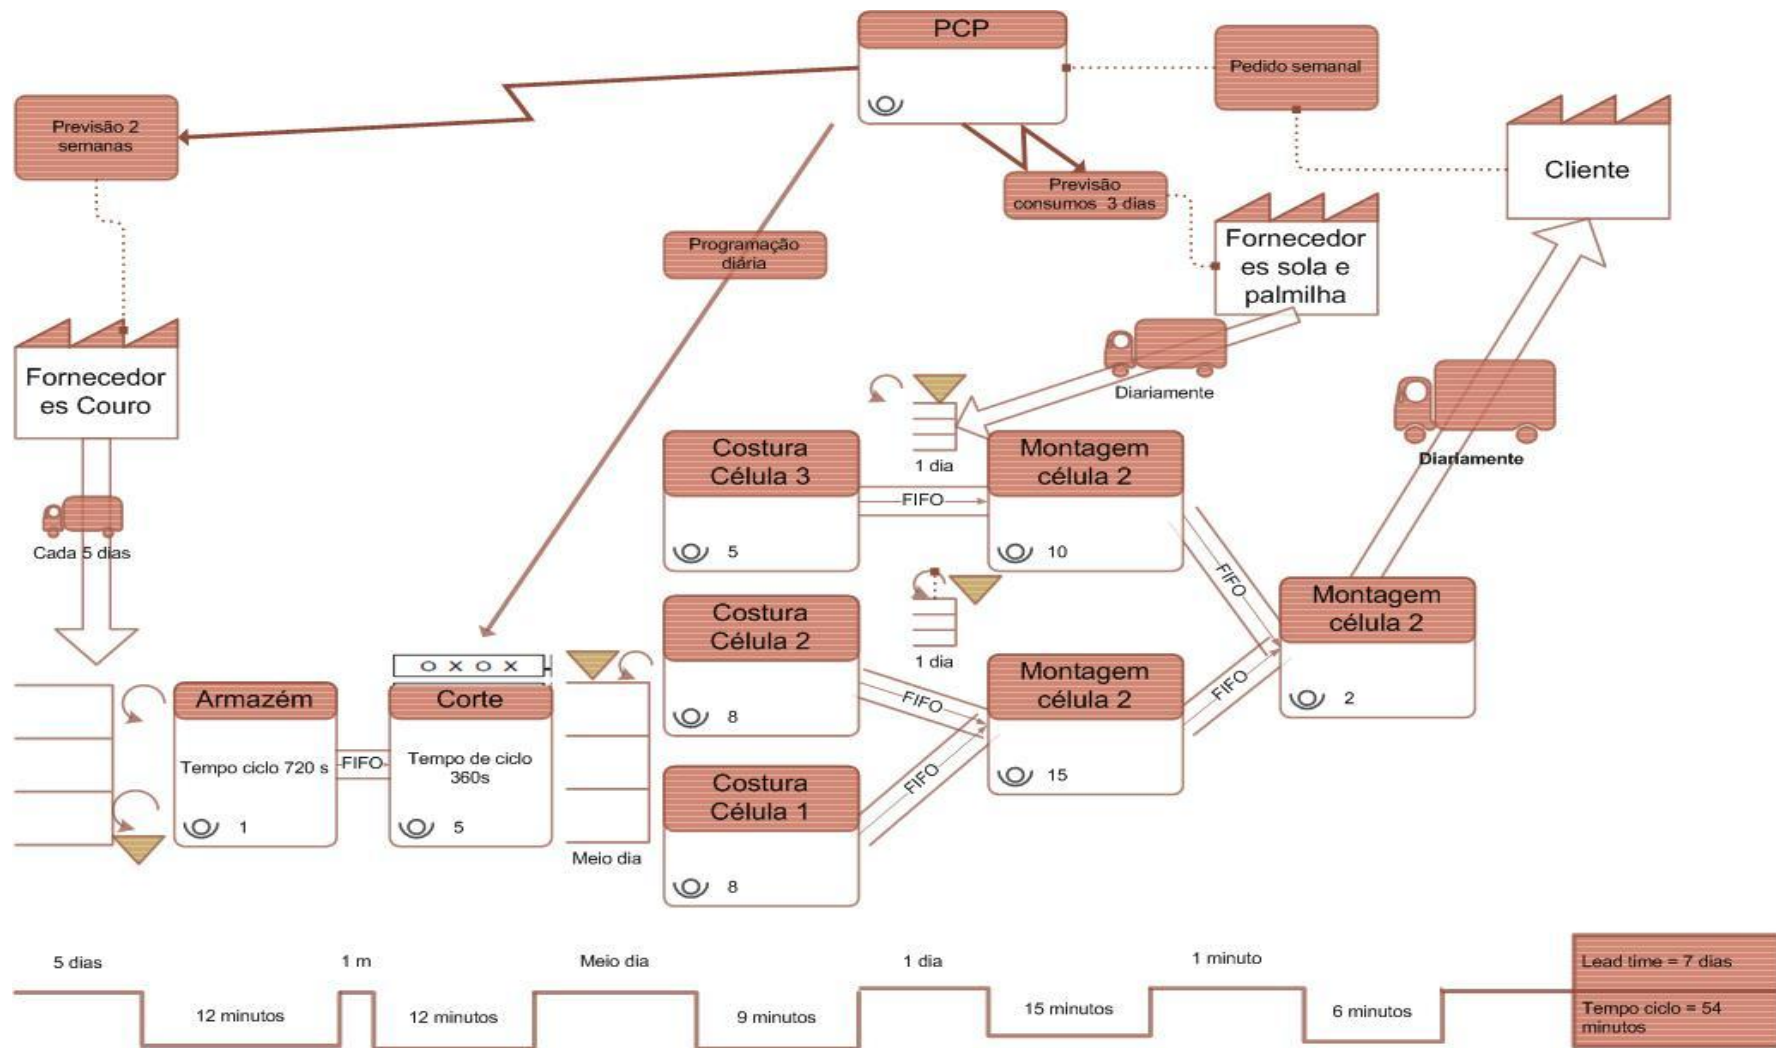 PCP
Pedido semanal
Previsão 2
semanas
Cliente
Previsão
consumos 3 dias
Programação
diária
Fornecedor
es sola e
palmilha
Fornecedor
es Couro
Diariamente
Diariamente
Cada 5 dias
Costura
Célula 3
5
FIFO
1 dia
Montagem
célula 2
10
FIFO
Costura
Célula 2
8
FIFO
1 dia
Montagem
célula 2
15
FIFO
Montagem
célula 2
2
Armazém
Tempo ciclo 720 s
1
FIFO
O X O X
Corte
Tempo de ciclo
360s
5
Meio dia
Costura
Célula 1
8
FIFO
5 dias
1 m
Meio dia
1 dia
1 minuto
Lead time = 7 dias
12 minutos
12 minutos
9 minutos
15 minutos
6 minutos
Tempo ciclo = 54
minutos